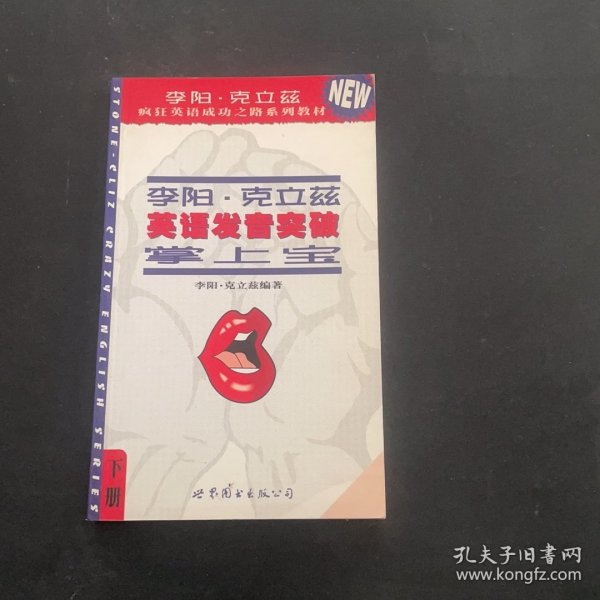 李阳·克立兹
疯狂英语成功之路系列教材
NEW
STONE-CLIZ CRAZY ENGLISH SERIES
李阳·克立兹
英语发音突破
掌上宝
李阳·克立兹编著
下册
世界图书出版公司
孔夫子旧书网
www.kongfz.com